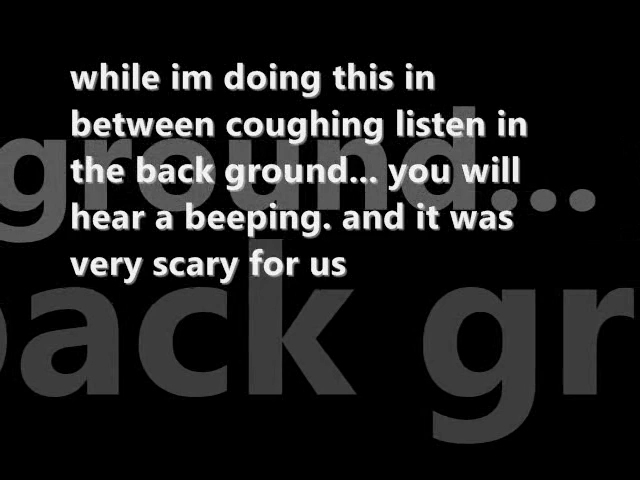 while im doing this in
between coughing listen in
the back ground... you will
hear a beeping. and it was
very scary for us
ground...
back gr